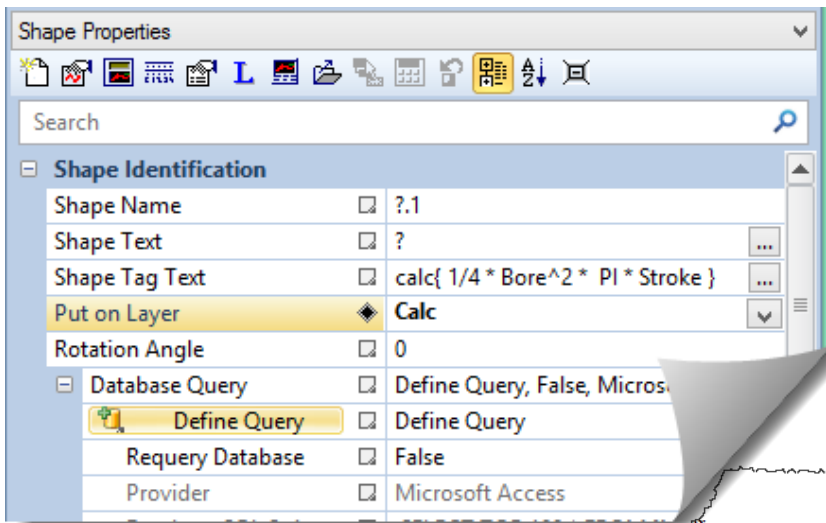 Shape Properties
L
A
Z
Search
Shape Identification
Shape Name ?.1
Shape Text ? ...
Shape Tag Text calc{ 1/4 * Bore^2 * PI * Stroke } ...
Put on Layer Calc
Rotation Angle 0
Database Query Define Query, False, Micros
Define Query Define Query
Requery Database False
Provider Microsoft Access